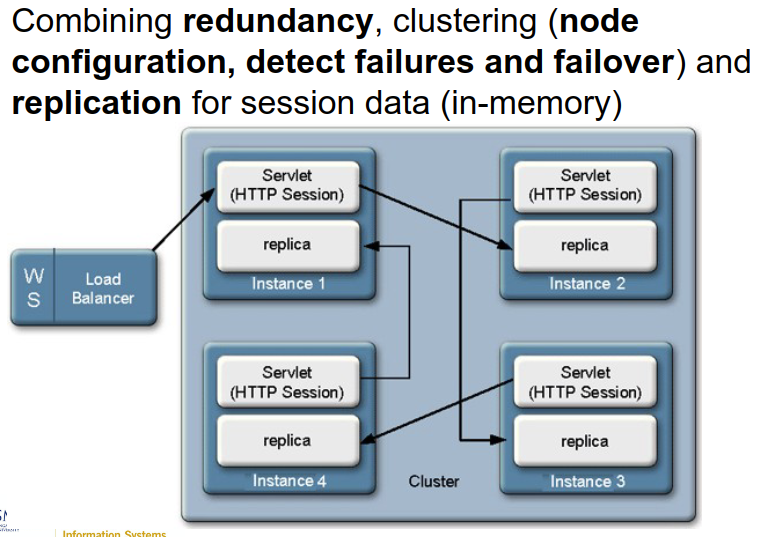 Combining redundancy, clustering (node
configuration, detect failures and failover) and
replication for session data (in-memory)
Servlet
(HTTP Session)
replica
Instance 1
Servlet
(HTTP Session)
replica
Instance 2
W
S
Load
Balancer
Servlet
(HTTP Session)
replica
Instance 4
Cluster
Servlet
(HTTP Session)
replica
Instance 3
Information Systems